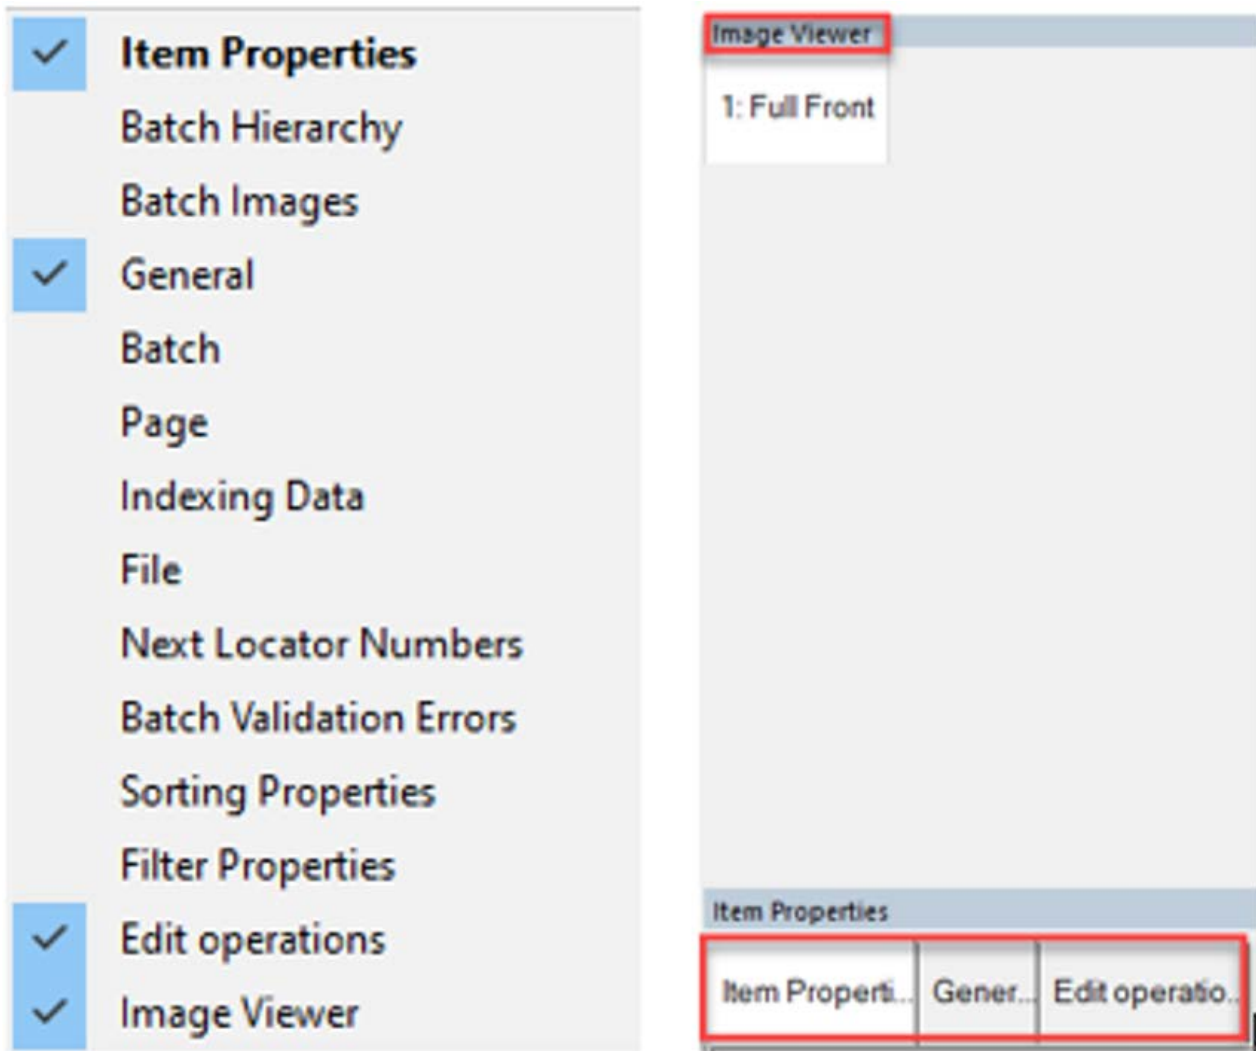 Item Properties
Batch Hierarchy
Batch Images
General
Batch
Page
Indexing Data
File
Next Locator Numbers
Batch Validation Errors
Sorting Properties
Filter Properties
Edit operations
Image Viewer
Image Viewer
1: Full Front
Item Properties
Item Properti... Gener... Edit operatio...